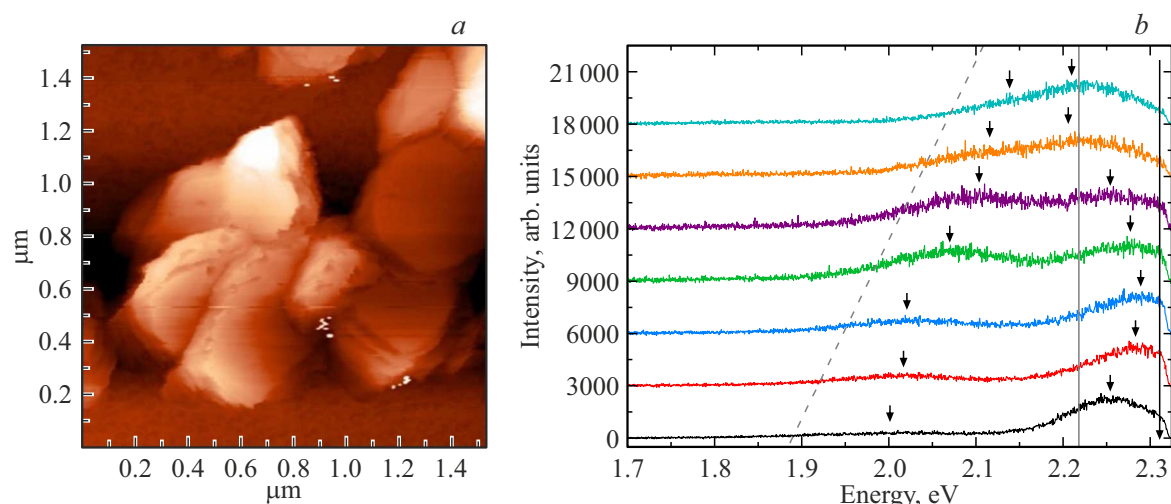 a
1.4
1.2
1.0
0.8
0.6
0.4
0.2
μm
0.2 0.4 0.6 0.8 1.0 1.2 1.4
μm
b
21 000
18 000
15 000
12 000
9000
6000
3000
0
Intensity, arb. units
1.7 1.8 1.9 2.0 2.1 2.2 2.3
Energy, eV